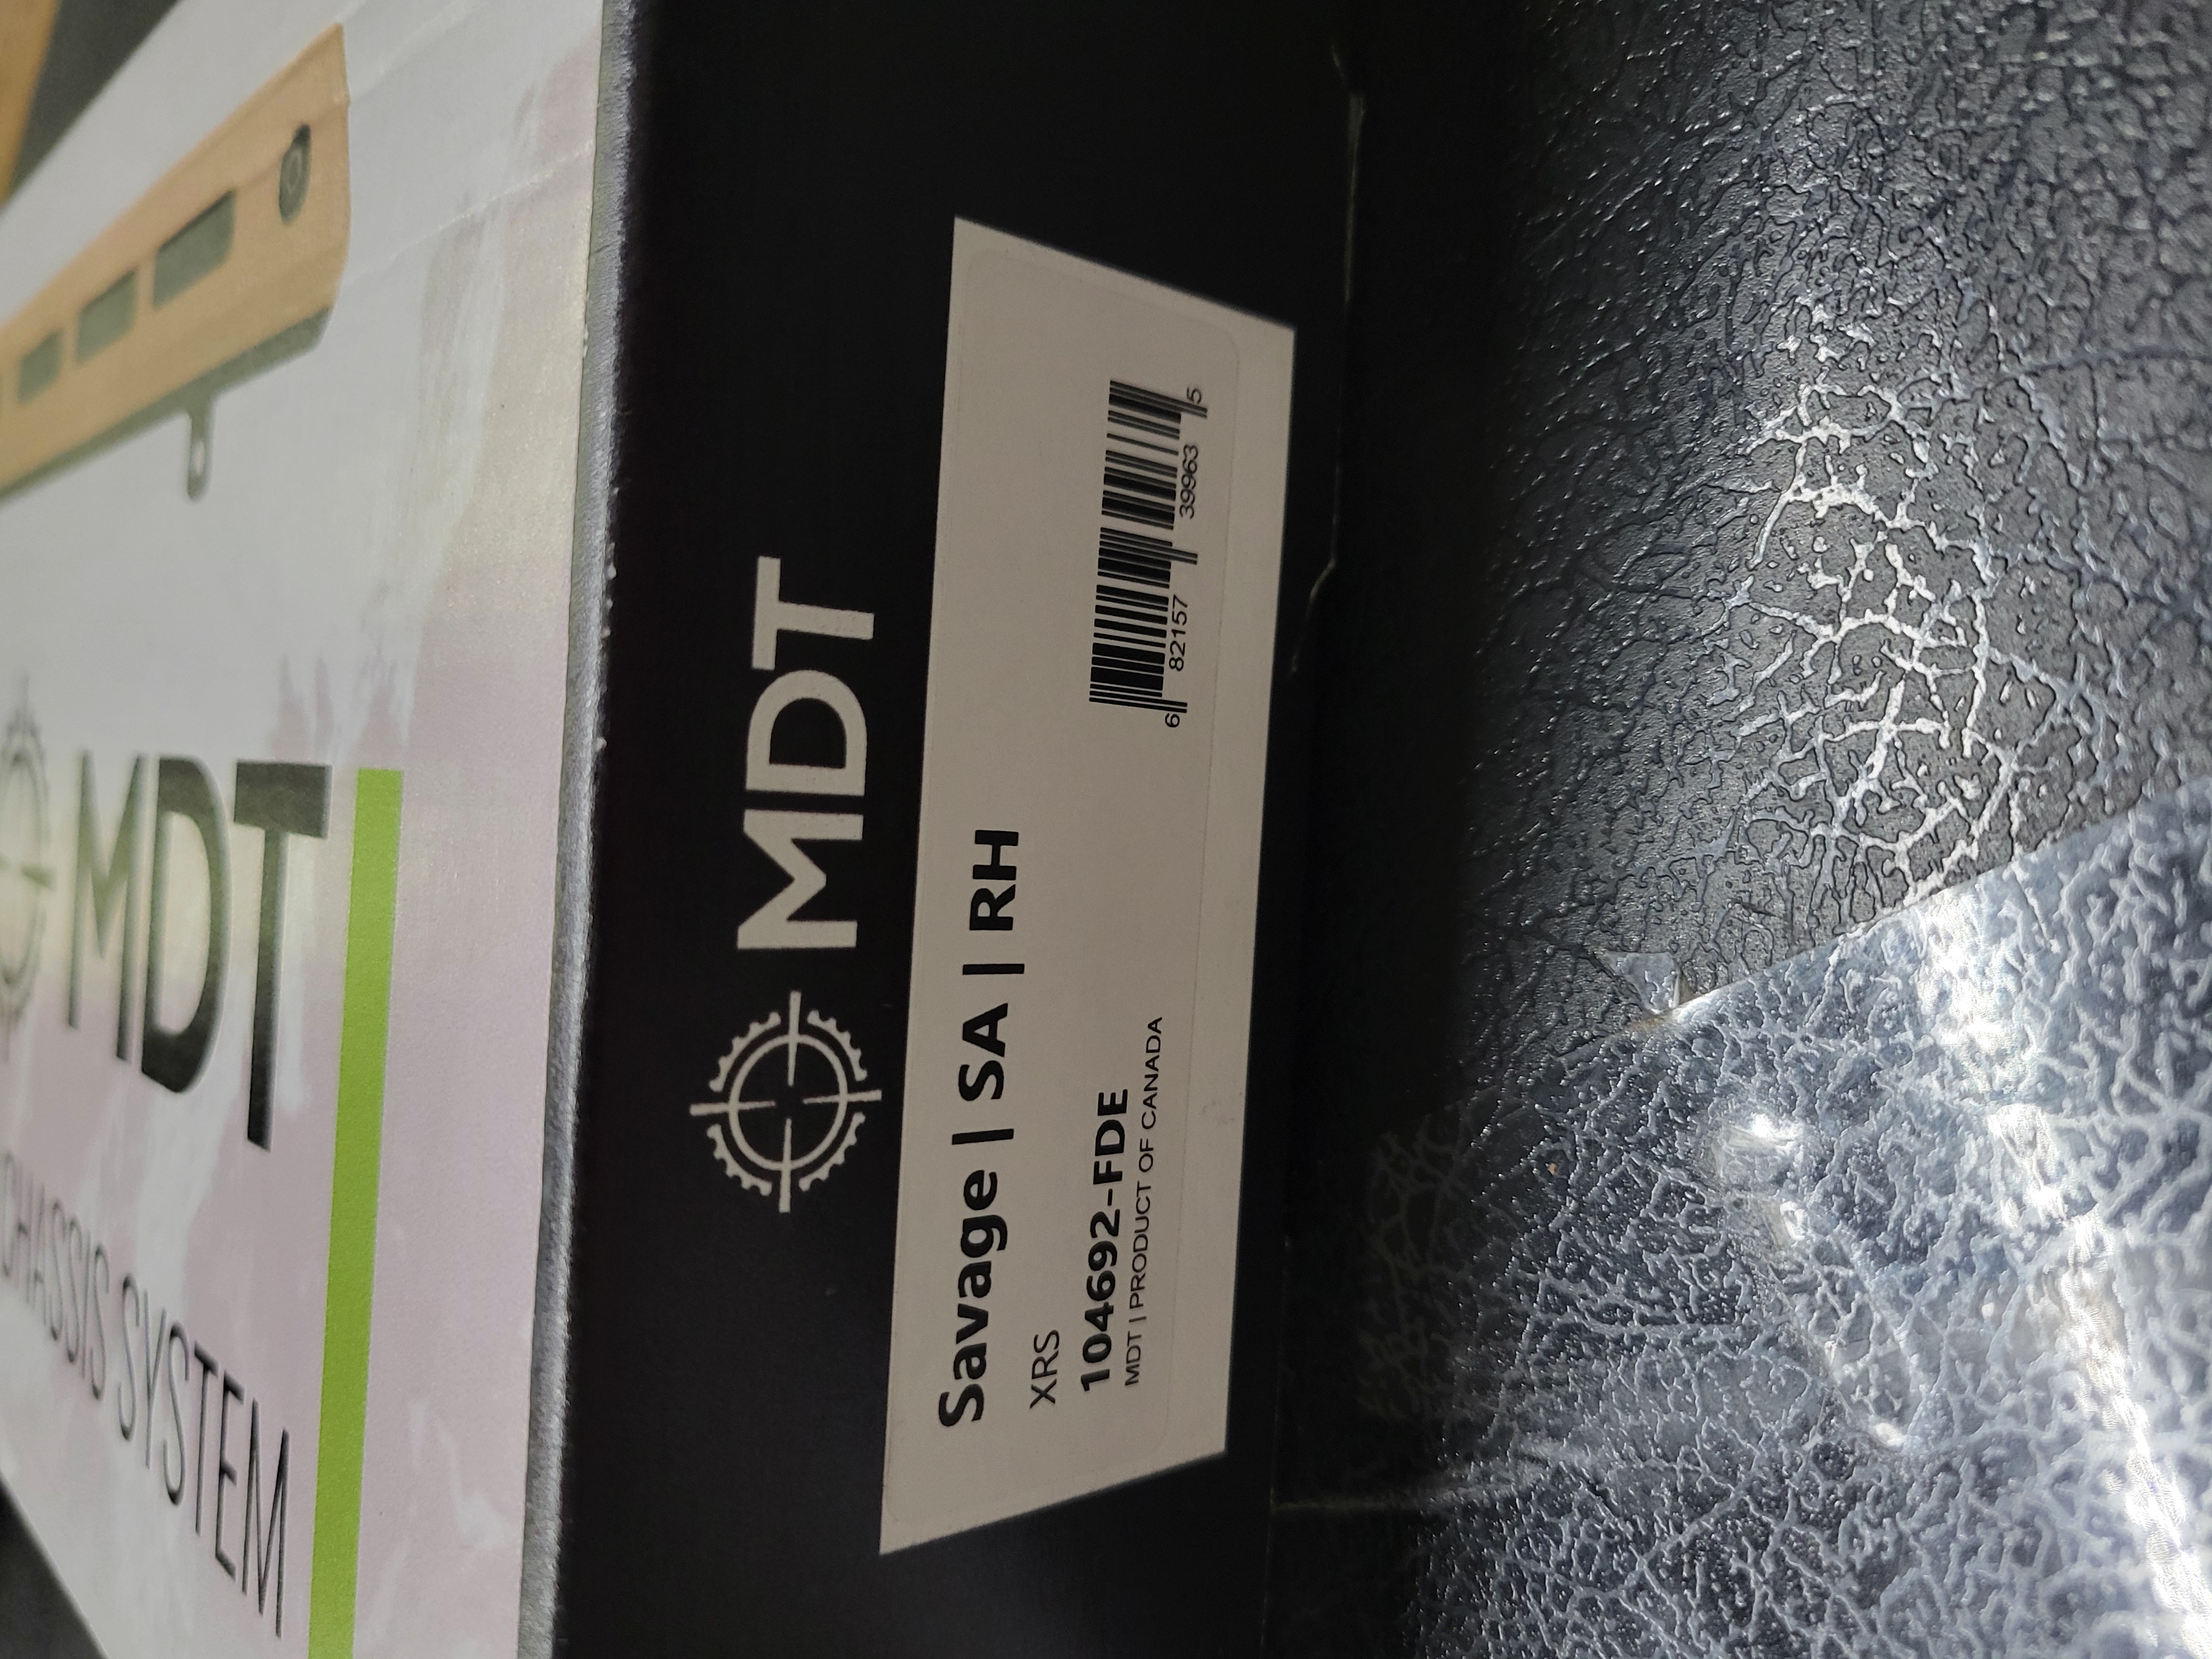 MDT
CHASSIS SYSTEM
MDT
Savage | SA | RH
XRS
104692-FDE
MDT | PRODUCT OF CANADA
6 82157 39963 5